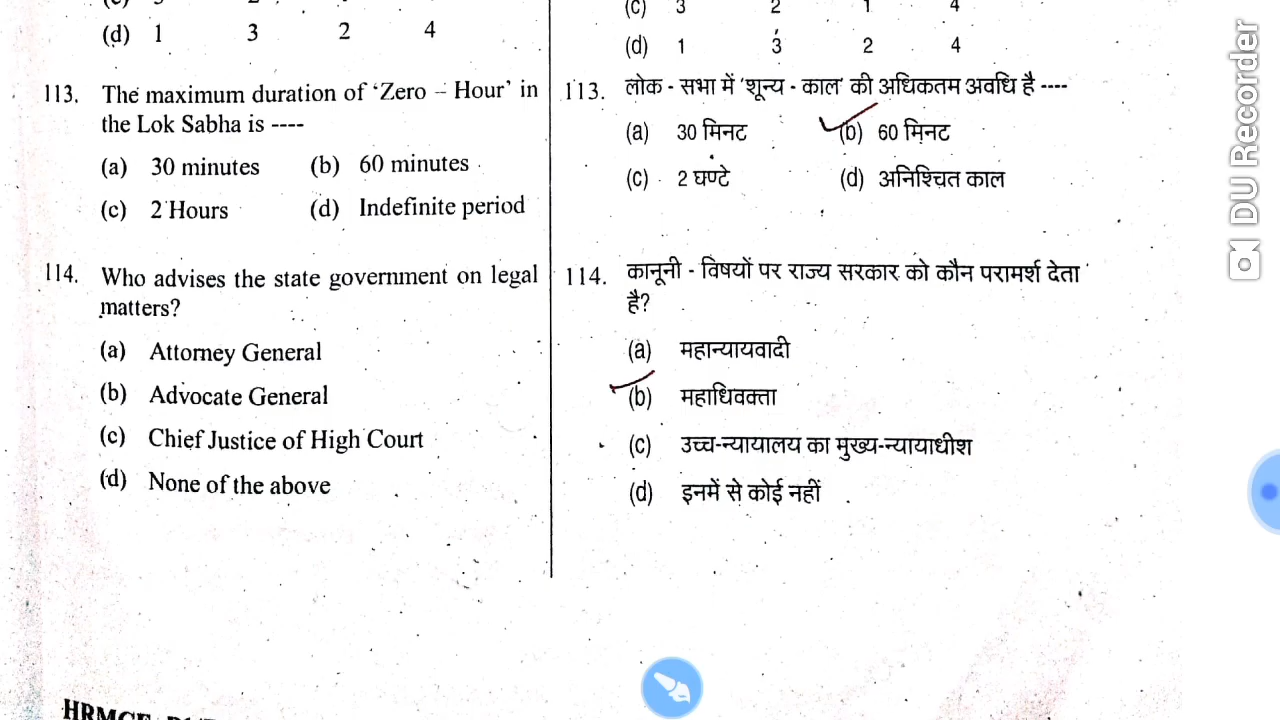 (d) 1 3 2 4
113. The maximum duration of ‘Zero – Hour’ in
the Lok Sabha is ----
(a) 30 minutes (b) 60 minutes
(c) 2 Hours (d) Indefinite period
114. Who advises the state government on legal
matters?
(a) Attorney General
(b) Advocate General
(c) Chief Justice of High Court
(d) None of the above
(c) 3 2 1 4
(d) 1 3 2 4
113. लोक - सभा में 'शून्य - काल' की अधिकतम अवधि है ----
(a) 30 मिनट (b) 60 मिनट
(c) 2 घण्टे (d) अनिश्चित काल
114. कानूनी - विषयों पर राज्य सरकार को कौन परामर्श देता
है?
(a) महान्यायवादी
(b) महाधिवक्ता
(c) उच्च-न्यायालय का मुख्य-न्यायाधीश
(d) इनमें से कोई नहीं
DU Recorder